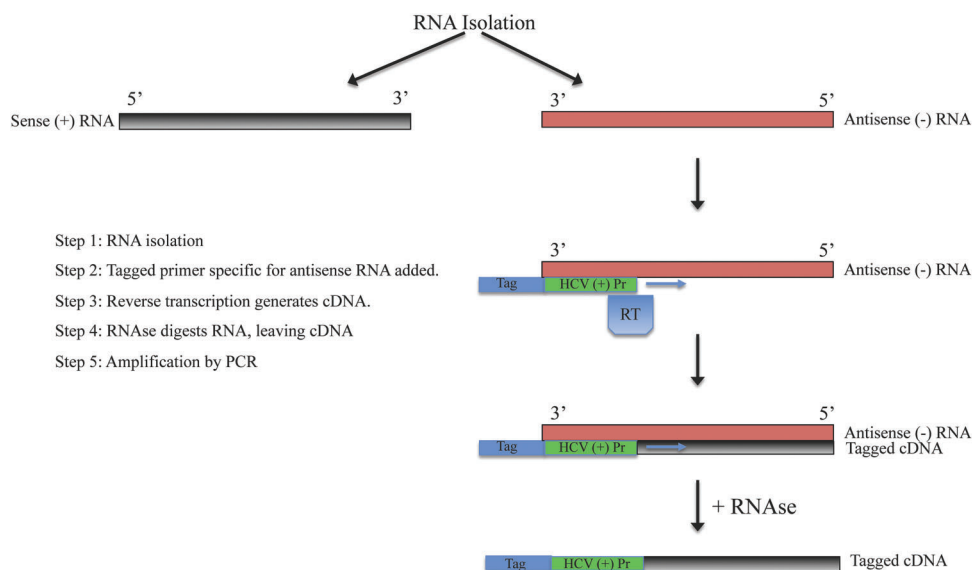 RNA Isolation
5’ 3’
Sense (+) RNA
3’ 5’
Antisense (-) RNA
Step 1: RNA isolation
Step 2: Tagged primer specific for antisense RNA added.
Step 3: Reverse transcription generates cDNA.
Step 4: RNAse digests RNA, leaving cDNA
Step 5: Amplification by PCR
3’ 5’
Antisense (-) RNA
Tag HCV (+) Pr
RT
3’ 5’
Antisense (-) RNA
Tag HCV (+) Pr Tagged cDNA
+ RNAse
Tag HCV (+) Pr Tagged cDNA